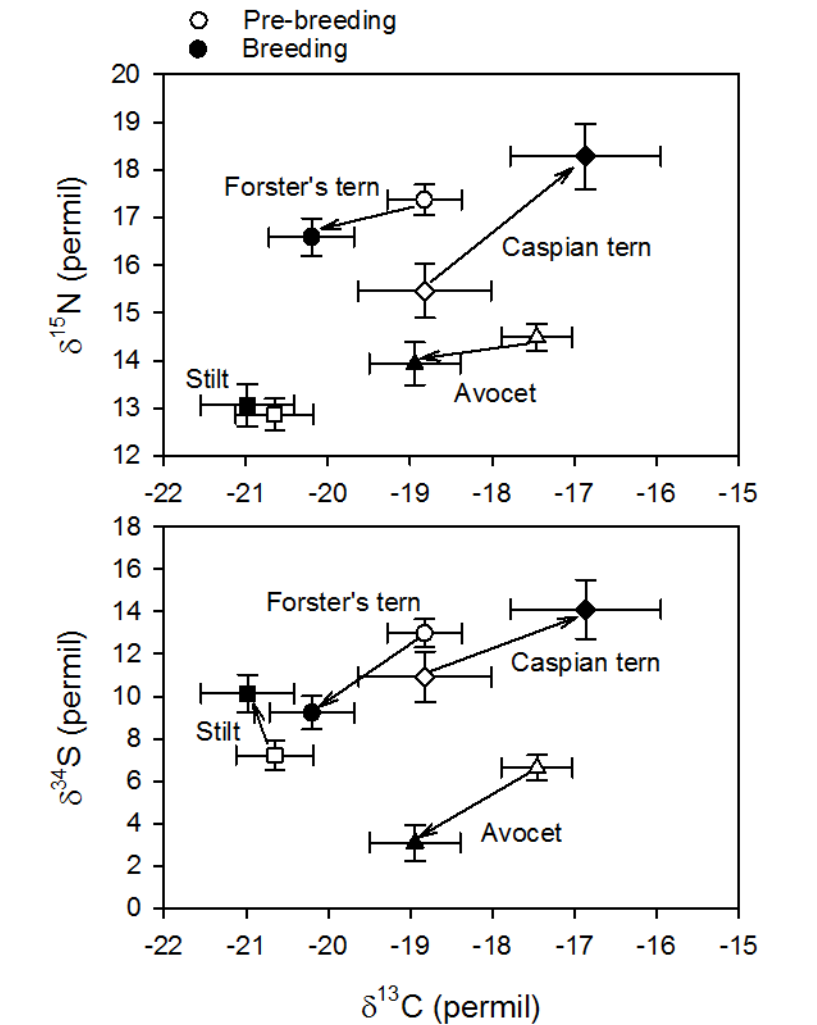 Pre-breeding
Breeding
20
19
18
17
16
15
14
13
12
δ15N (permil)
Forster's tern
Caspian tern
Stilt
Avocet
-22 -21 -20 -19 -18 -17 -16 -15
18
16
14
12
10
8
6
4
2
0
δ34S (permil)
Forster's tern
Caspian tern
Stilt
Avocet
-22 -21 -20 -19 -18 -17 -16 -15
δ13C (permil)